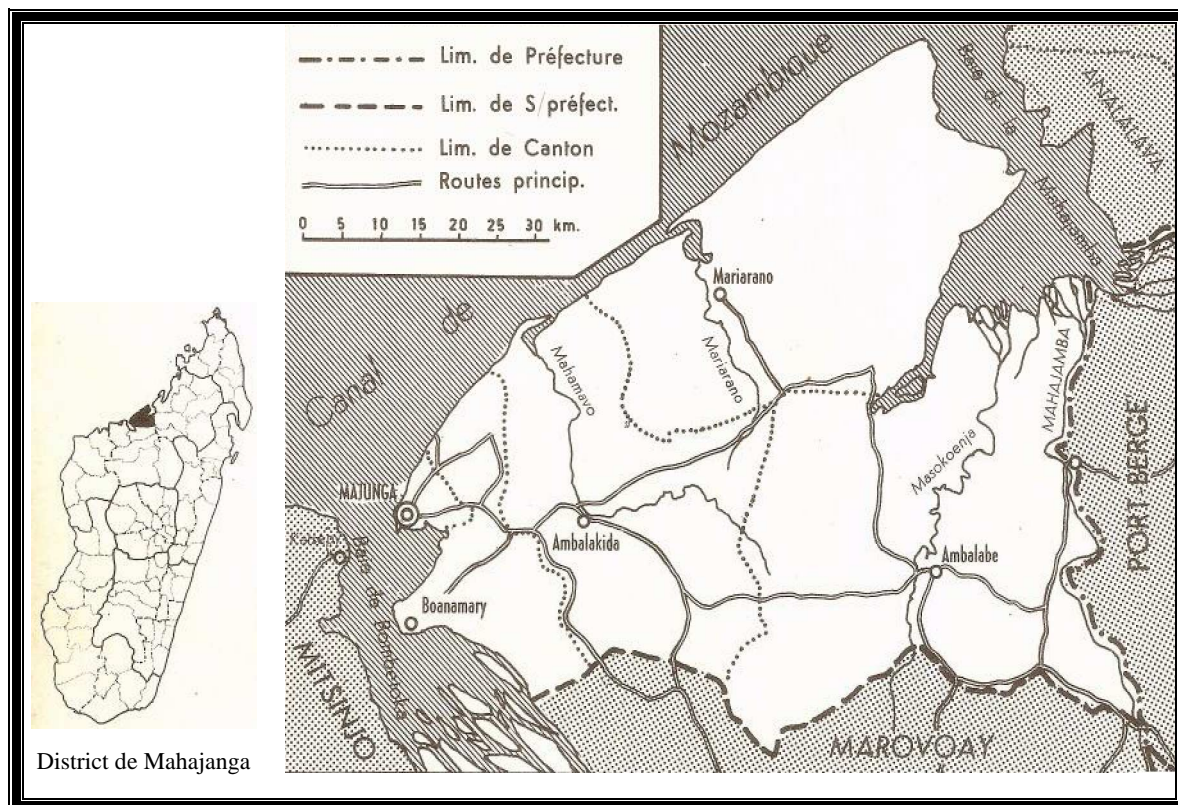 Lim. de Préfecture
Lim. de S/préfect.
Lim. de Canton
Routes princip.
0 5 10 15 20 25 30 km.
Canal de Mozambique
Baie de la Mahajamba
ANALALAVA
Mariarano
Mariarano
Mahamavo
MAHAJAMBA
Masokoenja
PORT BERGE
MAJUNGA
Katsepi
Baie de Bombetoka
Ambalakida
Ambalabe
Boanamary
MITSINJO
MAROVOAY
District de Mahajanga